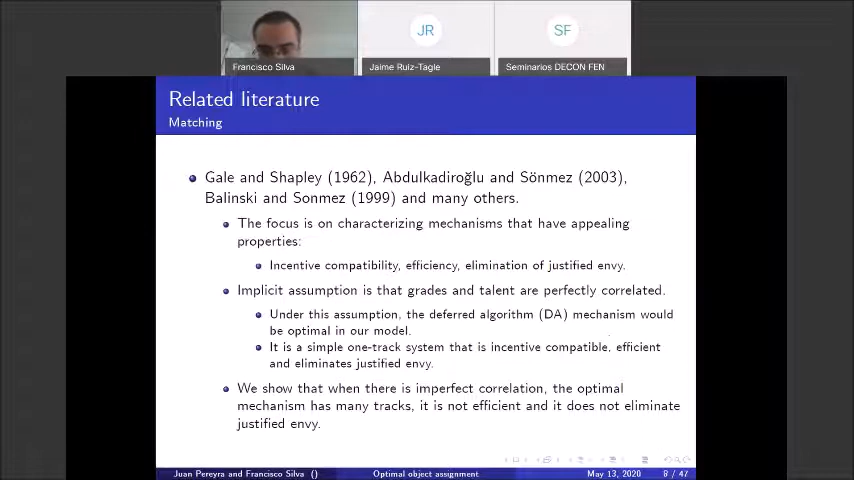 JR
SF
Francisco Silva
Jaime Ruiz-Tagle
Seminarios DECON FEN
Related literature
Matching
Gale and Shapley (1962), Abdulkadiroğlu and Sönmez (2003),
Balinski and Sonmez (1999) and many others.
The focus is on characterizing mechanisms that have appealing
properties:
Incentive compatibility, efficiency, elimination of justified envy.
Implicit assumption is that grades and talent are perfectly correlated.
Under this assumption, the deferred algorithm (DA) mechanism would
be optimal in our model.
It is a simple one-track system that is incentive compatible, efficient
and eliminates justified envy.
We show that when there is imperfect correlation, the optimal
mechanism has many tracks, it is not efficient and it does not eliminate
justified envy.
Juan Pereyra and Francisco Silva ()
Optimal object assignment
May 13, 2020
8 / 47